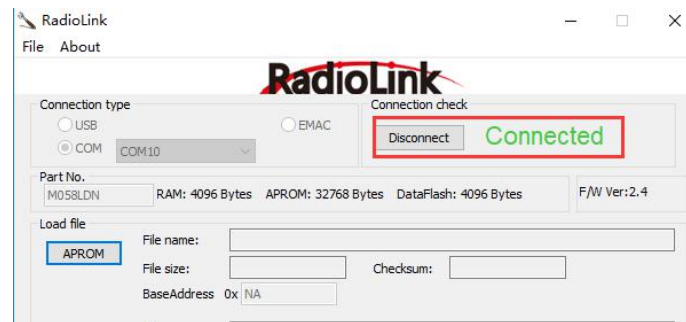 RadioLink
File About
RadioLink
Connection type
USB
EMAC
COM
COM10
Connection check
Disconnect
Connected
Part No.
M058LDN
RAM: 4096 Bytes APROM: 32768 Bytes DataFlash: 4096 Bytes
F/W Ver:2.4
Load file
APROM
File name:
File size:
Checksum:
BaseAddress 0x NA